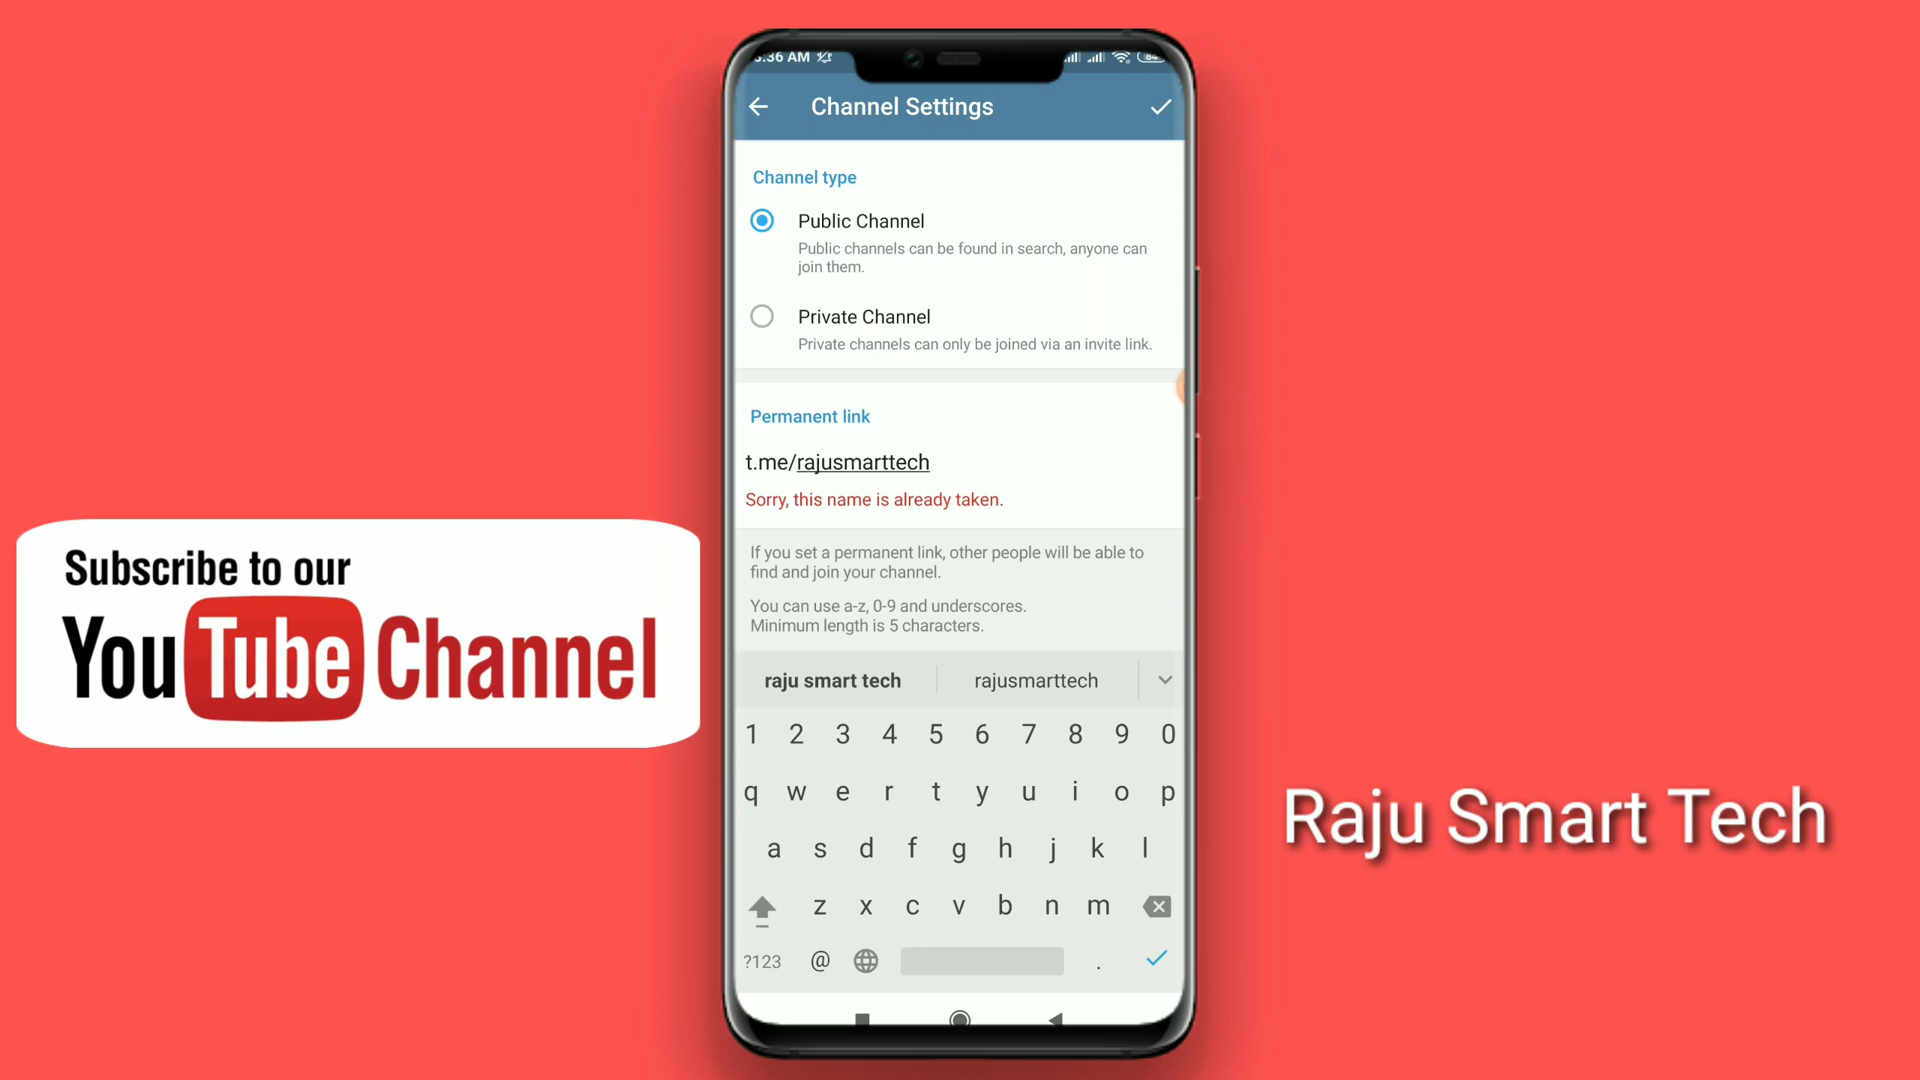 :36 AM
84
Channel Settings
Channel type
Public Channel
Public channels can be found in search, anyone can
join them.
Private Channel
Private channels can only be joined via an invite link.
Permanent link
t.me/rajusmarttech
Sorry, this name is already taken.
If you set a permanent link, other people will be able to
find and join your channel.
You can use a-z, 0-9 and underscores.
Minimum length is 5 characters.
raju smart tech rajusmarttech
1 2 3 4 5 6 7 8 9 0
q w e r t y u i o p
a s d f g h j k l
z x c v b n m
?123 @ .
Subscribe to our
YouTube Channel
Raju Smart Tech